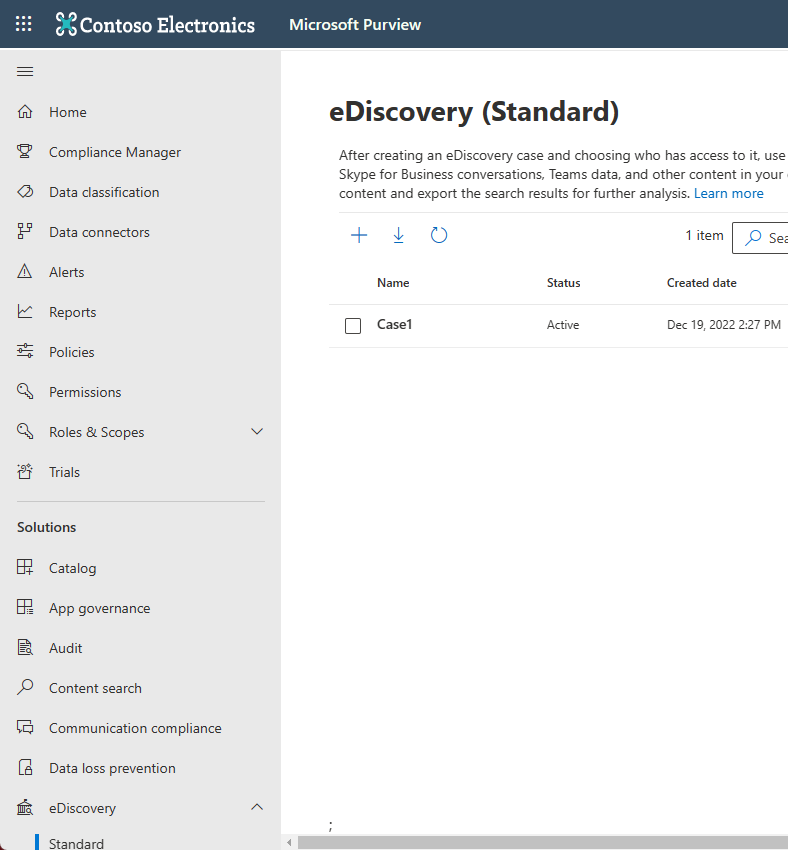 Contoso Electronics
Microsoft Purview
Home
Compliance Manager
Data classification
Data connectors
Alerts
Reports
Policies
Permissions
Roles & Scopes
Trials
Solutions
Catalog
App governance
Audit
Content search
Communication compliance
Data loss prevention
eDiscovery
Standard
eDiscovery (Standard)
After creating an eDiscovery case and choosing who has access to it, use
Skype for Business conversations, Teams data, and other content in your
content and export the search results for further analysis. Learn more
1 item
Sea
Name Status Created date
Case1 Active Dec 19, 2022 2:27 PM
;